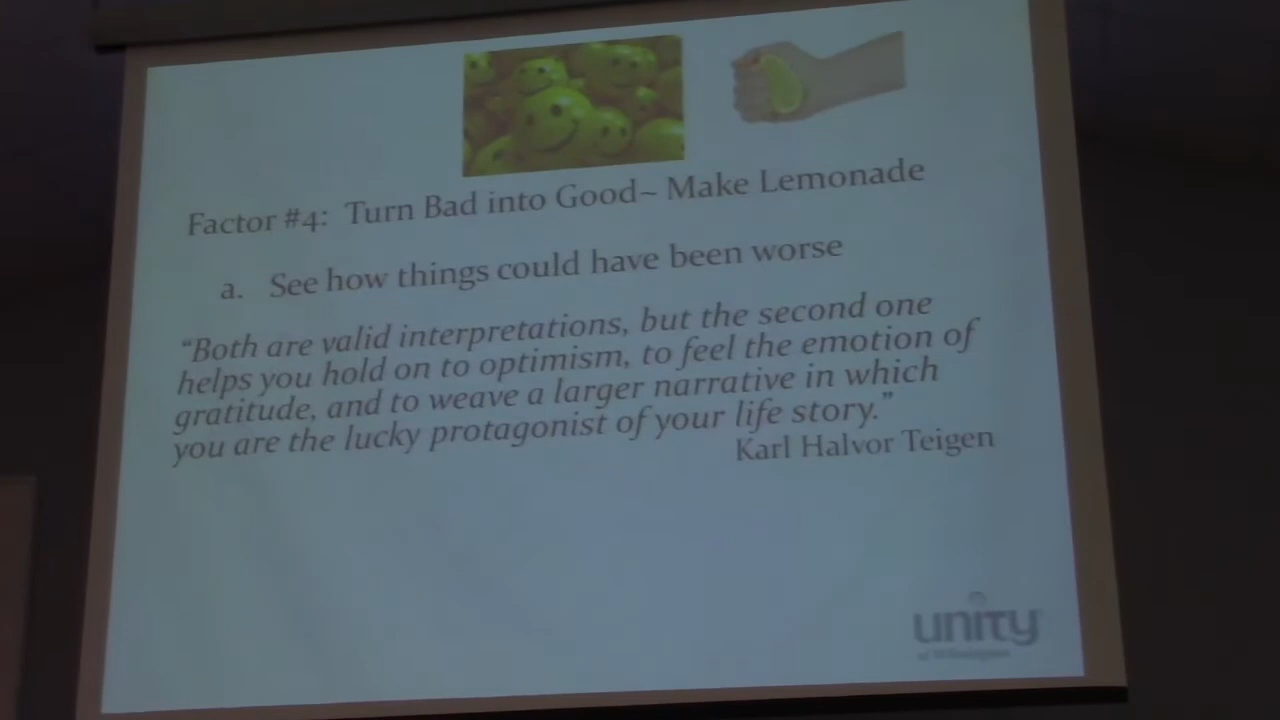 Factor #4: Turn Bad into Good~ Make Lemonade
a. See how things could have been worse
“Both are valid interpretations, but the second one
helps you hold on to optimism, to feel the emotion of
gratitude, and to weave a larger narrative in which
you are the lucky protagonist of your life story.”
Karl Halvor Teigen
unity